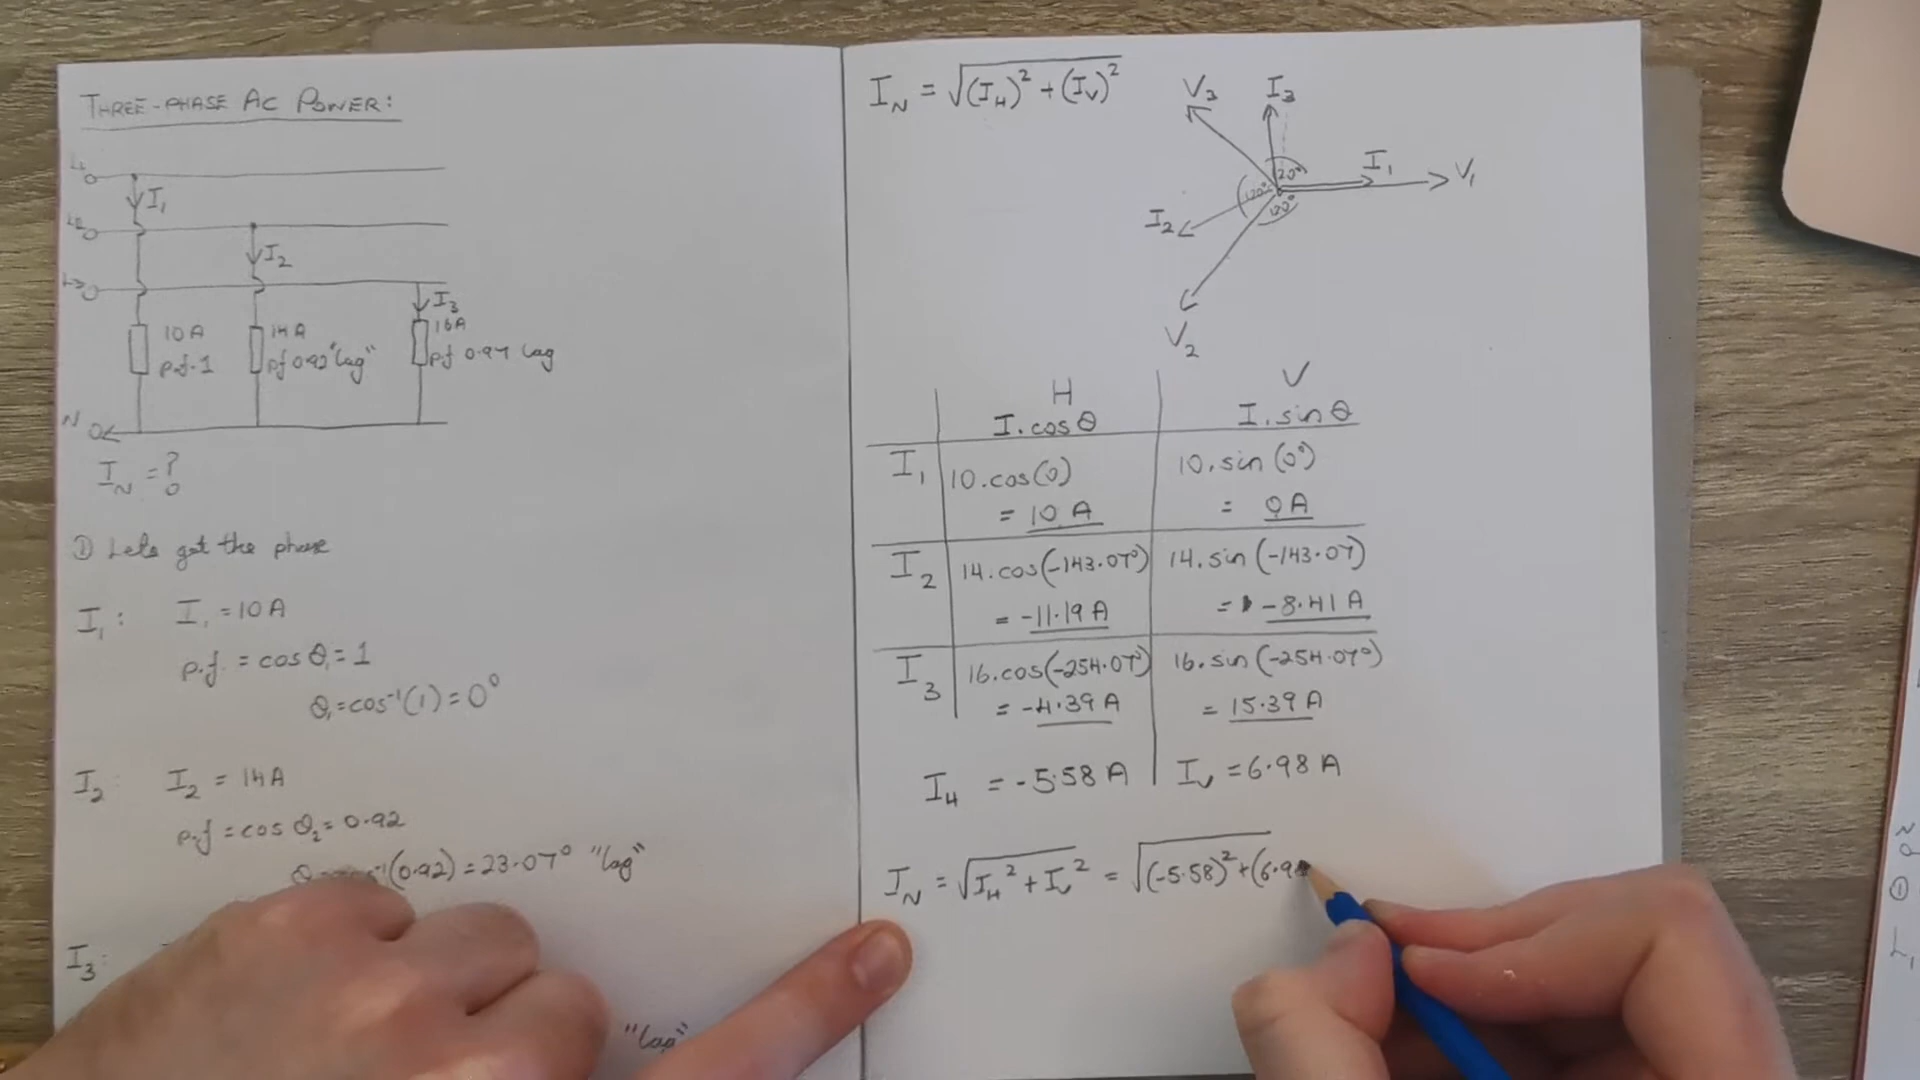 THREE-PHASE AC POWER:
L1
L2
L3
I1
I2
I3
10A
p.f. 1
14A
pf 0.92 "lag"
16A
p.f 0.97 lag
N
IN = ?
① Lets get the phase
I1: I1 = 10A
p.f. = cos θ1 = 1
θ1 = cos⁻¹(1) = 0°
I2: I2 = 14A
p.f = cos θ2 = 0.92
(0.92) = 23.07° "lag"
I3:
"lag"
IN = √(IH)² + (IV)²
V3
I3
I1
V1
120°
120°
120°
I2
V2
H
V
I.cosθ
I.sinθ
I1
10.cos(0)
= 10 A
10.sin(0°)
= 0A
I2
14.cos(-143.07°)
= -11.19 A
14.sin(-143.07)
= -8.41 A
I3
16.cos(-254.07°)
= -4.39 A
16.sin(-254.07°)
= 15.39 A
IH = -5.58 A
IV = 6.98 A
IN = √IH² + IV² = √(-5.58)² + (6.9